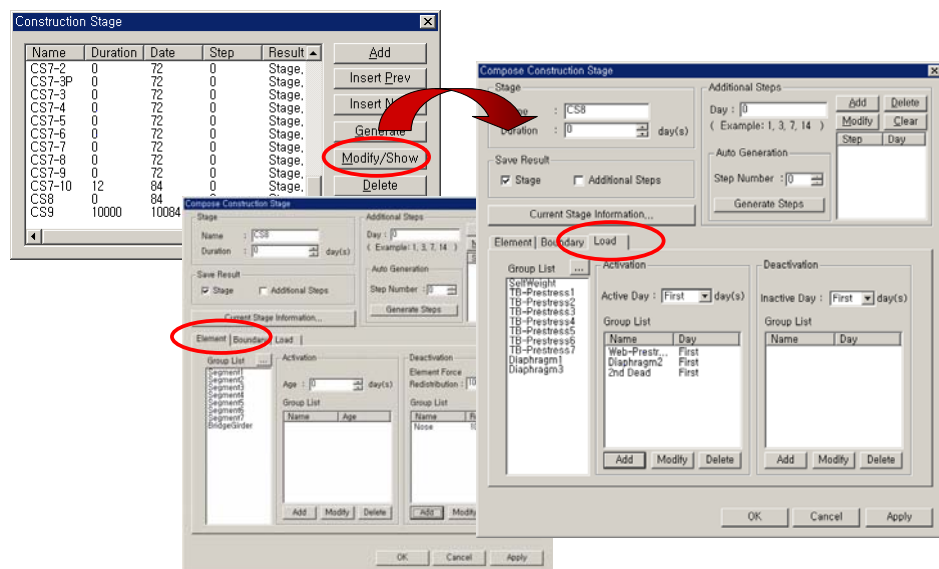 Construction Stage
Name Duration Date Step Result
CS7-2 0 72 0 Stage,
CS7-3P 0 72 0 Stage,
CS7-3 0 72 0 Stage,
CS7-4 0 72 0 Stage,
CS7-5 0 72 0 Stage,
CS7-6 0 72 0 Stage,
CS7-7 0 72 0 Stage,
CS7-8 0 72 0 Stage,
CS7-9 0 72 0 Stage,
CS7-10 12 84 0 Stage,
CS8 0 84 0 Stage,
CS9 10000 10084
Add
Insert Prev
Insert
Generate
Modify/Show
Delete
Compose Construction Stage
Stage
Name : CS8
Duration : 0 day(s)
Save Result
Stage Additional Steps
Current Stage Information...
Additional Steps
Day : 0
( Example: 1, 3, 7, 14 )
Auto Generation
Step Number : 0
Generate Steps
Element Boundary Load
Group List ...
Segment1
Segment2
Segment3
Segment4
Segment5
Segment6
Segment7
BridgeGirder
Activation
Age : 0 day(s)
Group List
Name Age
Add Modify Delete
Deactivation
Element Force
Redistribution : 10
Group List
Name
Nose 10
Add Modify
OK Cancel Apply
Compose Construction Stage
Stage
: CS8
Duration : 0 day(s)
Save Result
Stage Additional Steps
Current Stage Information...
Additional Steps
Day : 0
( Example: 1, 3, 7, 14 )
Add Delete
Modify Clear
Step Day
Auto Generation
Step Number : 0
Generate Steps
Element Boundary Load
Group List ...
SelfWeight
TB-Prestress1
TB-Prestress2
TB-Prestress3
TB-Prestress4
TB-Prestress5
TB-Prestress6
TB-Prestress7
Diaphragm1
Diaphragm3
Activation
Active Day : First day(s)
Group List
Name Day
Web-Prestr... First
Diaphragm2 First
2nd Dead First
Add Modify Delete
Deactivation
Inactive Day : First day(s)
Group List
Name Day
Add Modify Delete
OK Cancel Apply